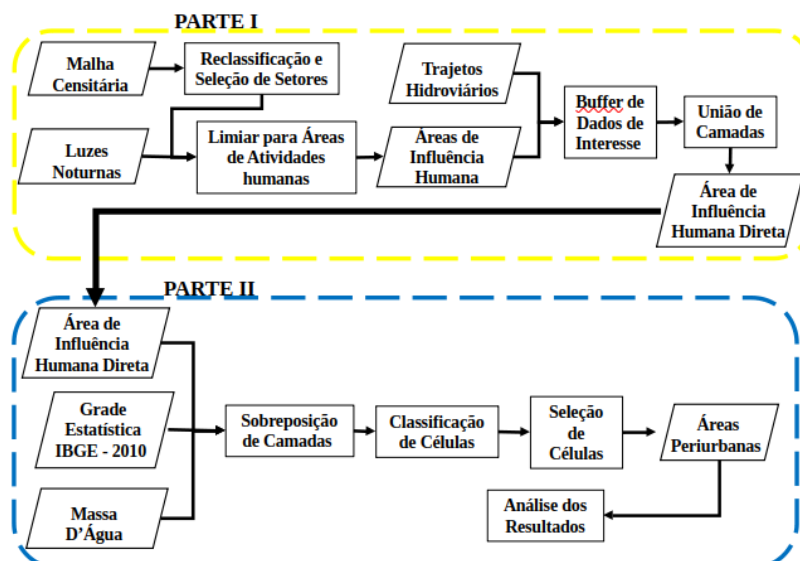 PARTE I
Malha
Censitária
Reclassificação e
Seleção de Setores
Trajetos
Hidroviários
Buffer de
Dados de
Interesse
União de
Camadas
Luzes
Noturnas
Limiar para Áreas
de Atividades
humanas
Áreas de
Influência
Humana
Área de
Influência
Humana Direta
PARTE II
Área de
Influência
Humana Direta
Grade
Estatística
IBGE - 2010
Massa
D’Água
Sobreposição
de Camadas
Classificação
de Células
Seleção
de
Células
Áreas
Periurbanas
Análise dos
Resultados